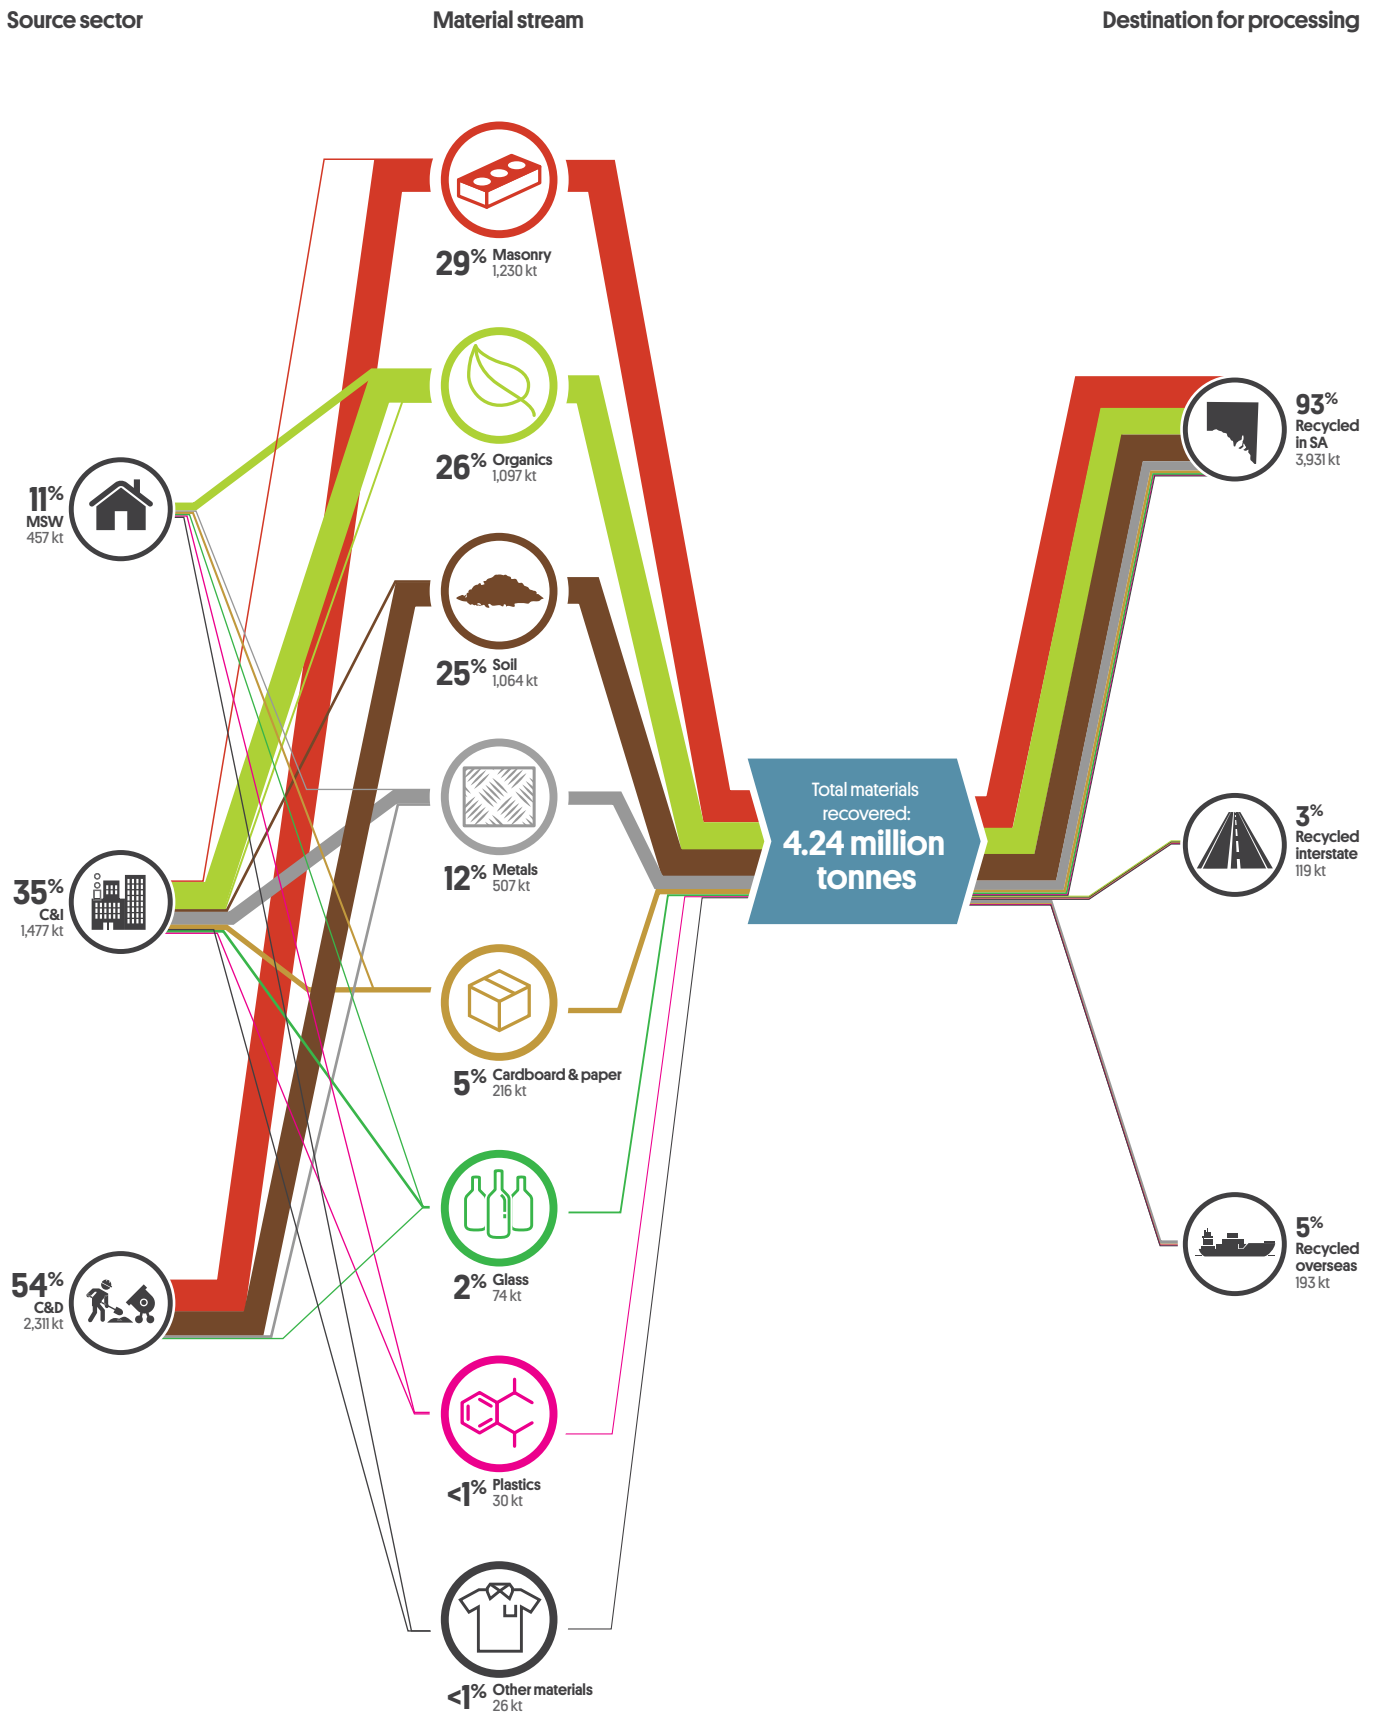 Source sector
Material stream
Destination for processing
29% Masonry
1,230 kt
26% Organics
1,097 kt
93%
Recycled
in SA
3,931 kt
11%
MSW
457 kt
25% Soil
1,064 kt
Total materials
recovered:
4.24 million
tonnes
3%
Recycled
interstate
119 kt
12% Metals
507 kt
35%
C&I
1,477 kt
5% Cardboard & paper
216 kt
5%
Recycled
overseas
193 kt
54%
C&D
2,311 kt
2% Glass
74 kt
<1% Plastics
30 kt
<1% Other materials
26 kt